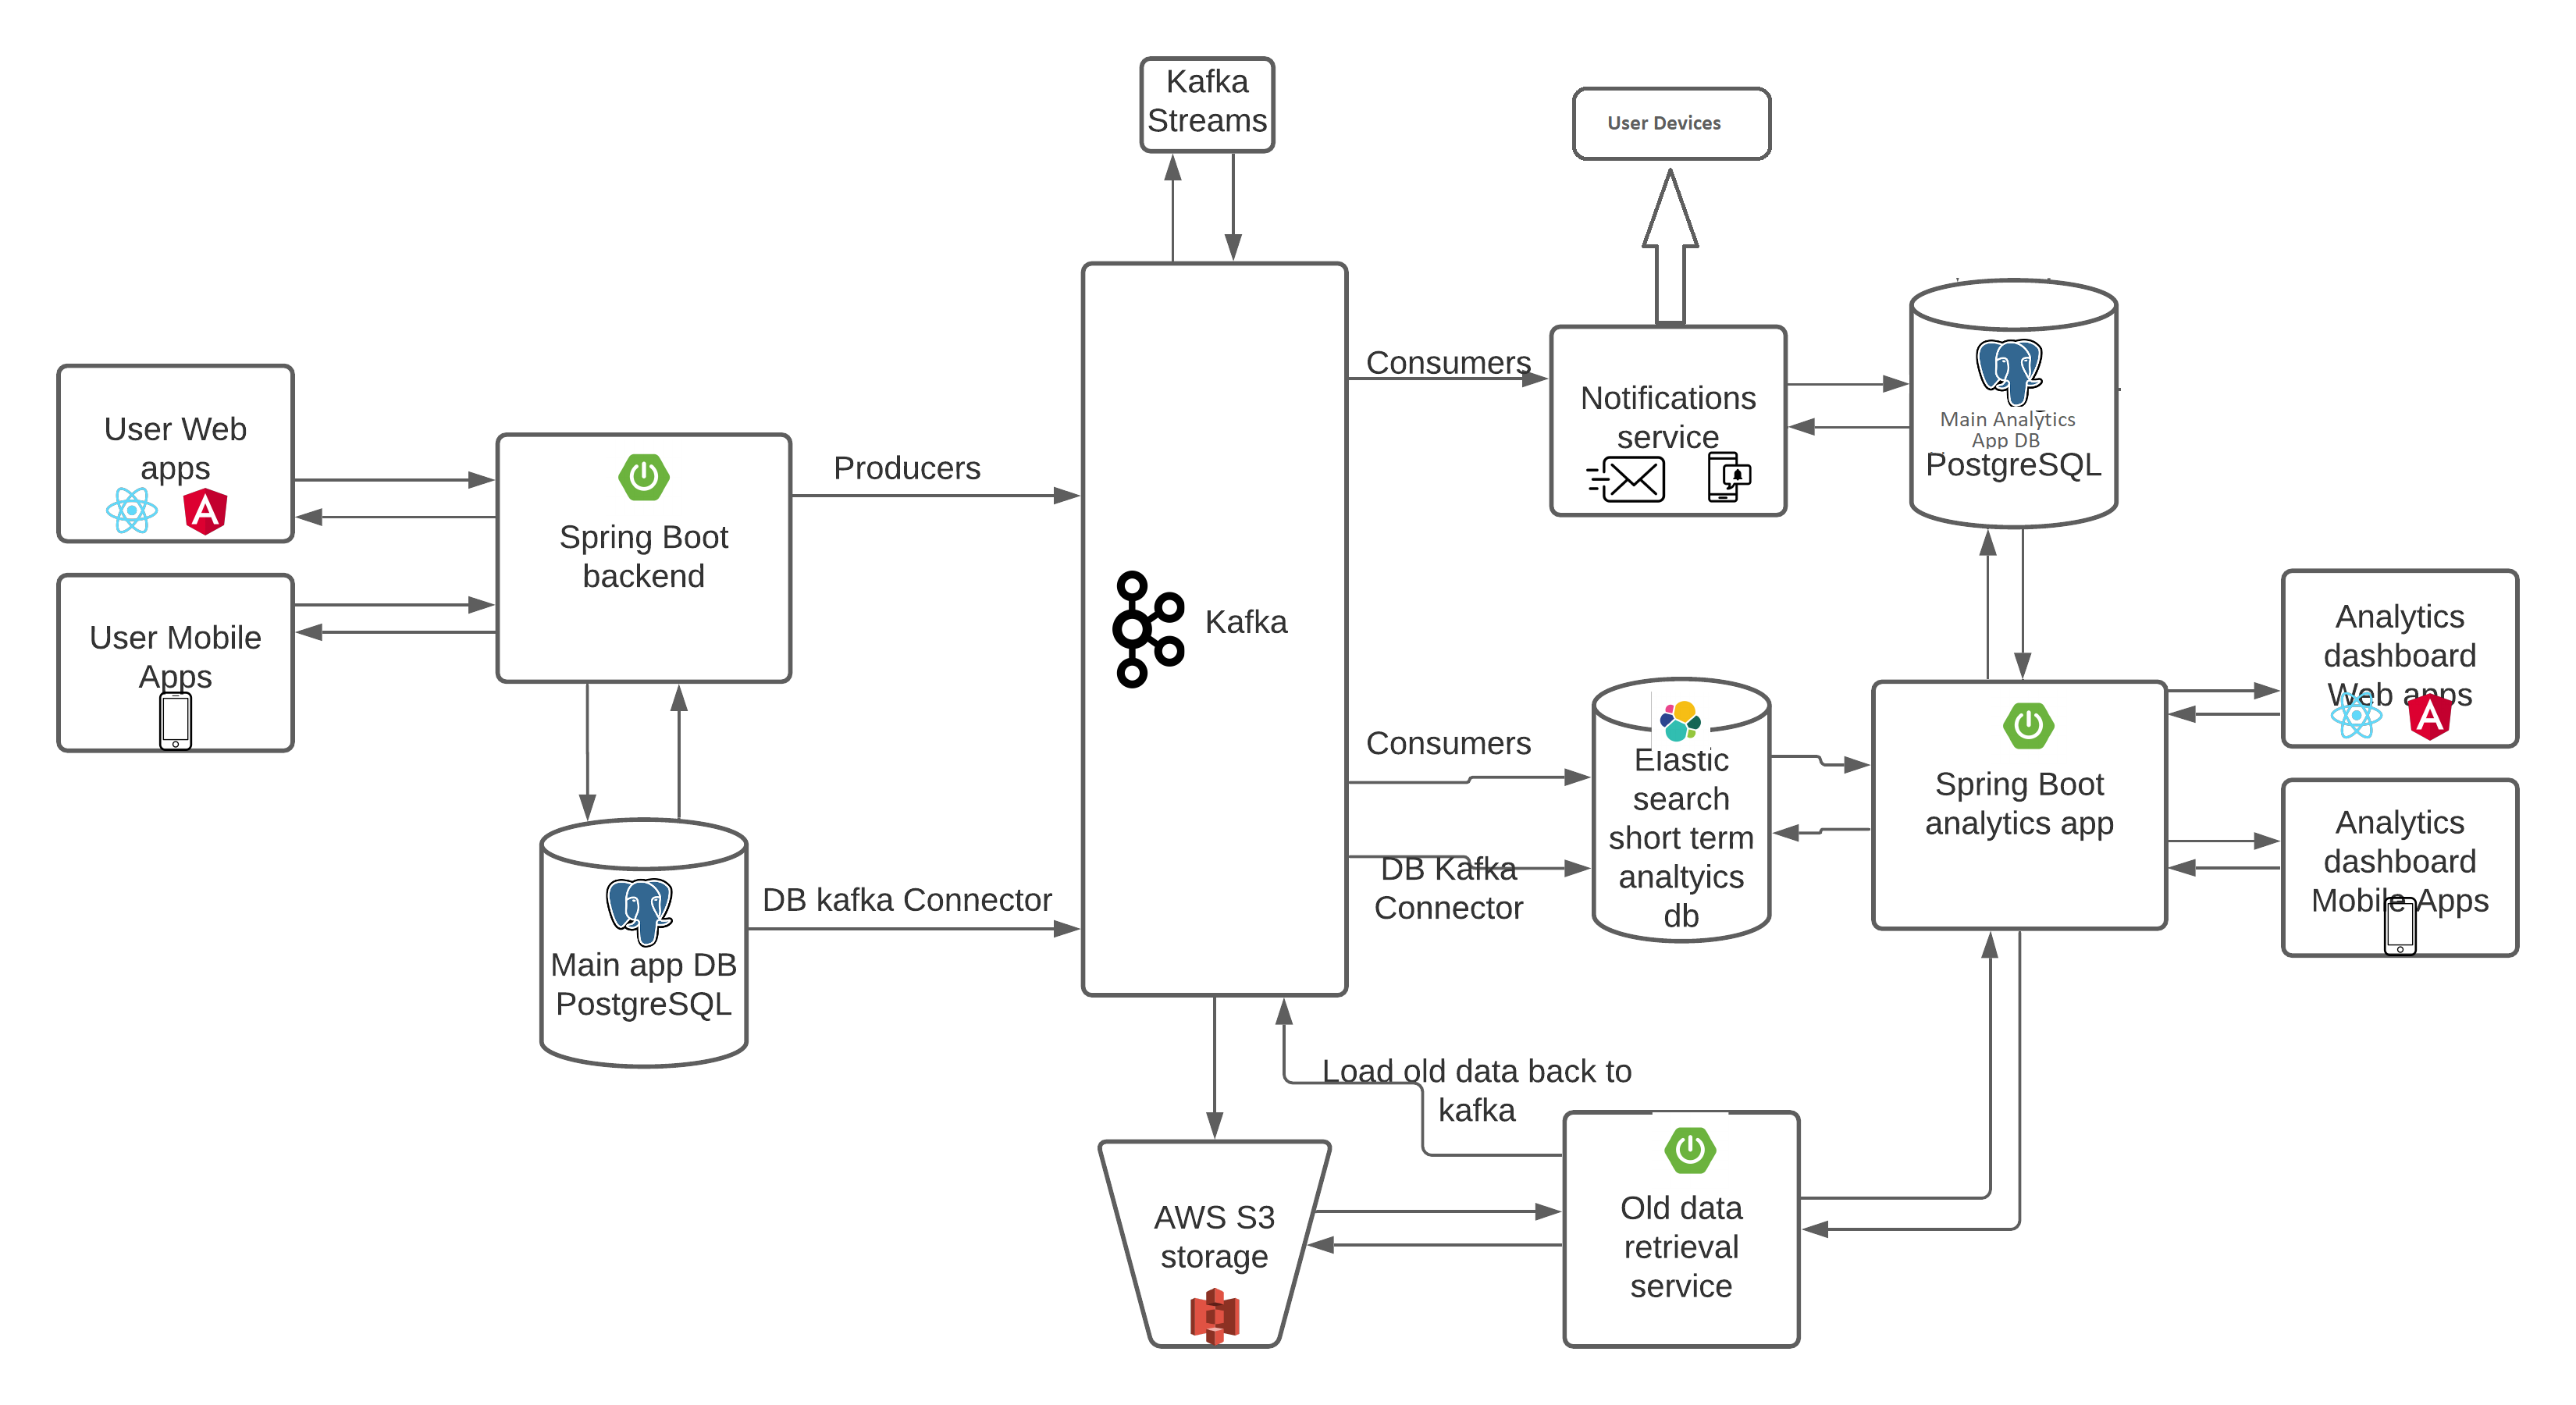 Kafka
Streams
User Devices
User Web
apps
User Mobile
Apps
Spring Boot
backend
Producers
Main app DB
PostgreSQL
DB kafka Connector
Kafka
Consumers
Notifications
service
Main Analytics
App DB
PostgreSQL
Consumers
DB Kafka
Connector
Elastic
search
short term
analtyics
db
Spring Boot
analytics app
Analytics
dashboard
Web apps
Analytics
dashboard
Mobile Apps
Load old data back to
kafka
AWS S3
storage
Old data
retrieval
service